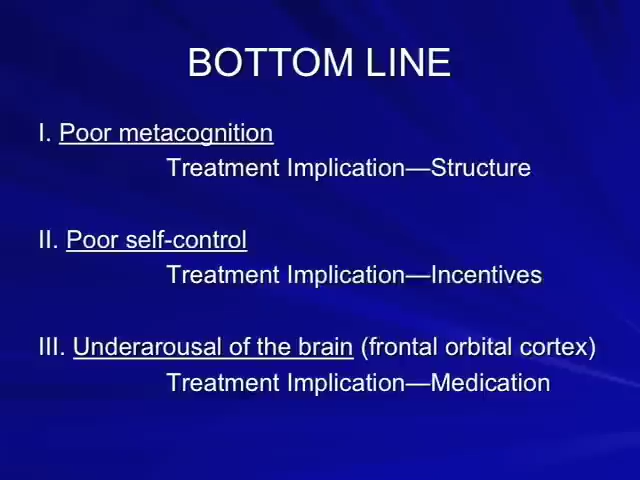 BOTTOM LINE
I. Poor metacognition
Treatment Implication—Structure
II. Poor self-control
Treatment Implication—Incentives
III. Underarousal of the brain (frontal orbital cortex)
Treatment Implication—Medication